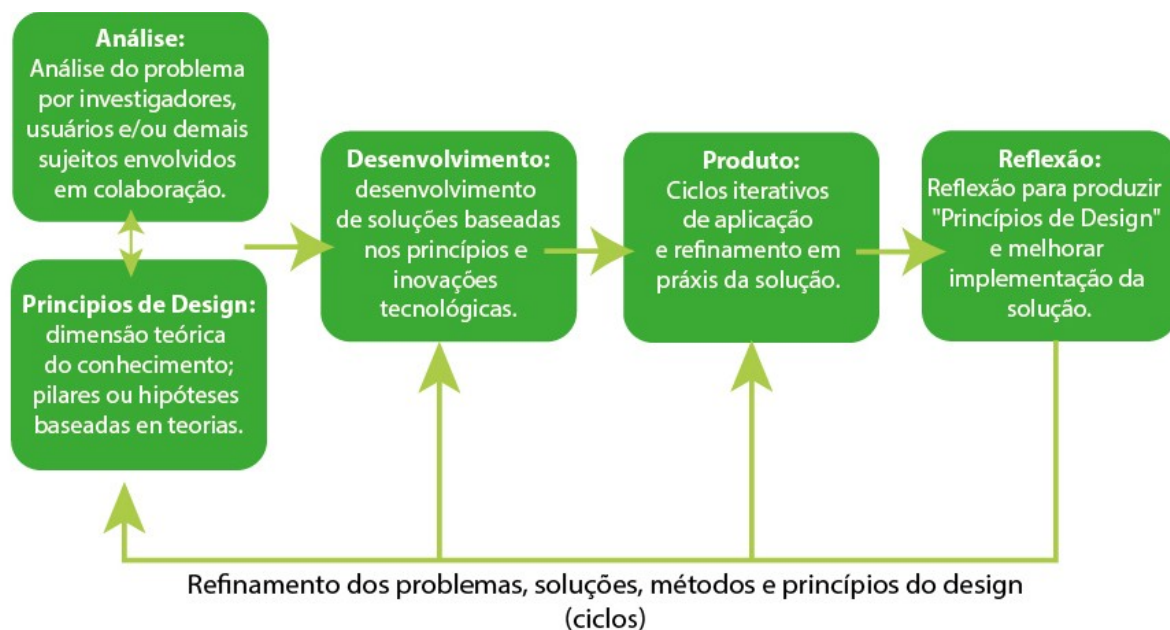 Análise:
Análise do problema
por investigadores,
usuários e/ou demais
sujeitos envolvidos
em colaboração.
Principios de Design:
dimensão teórica
do conhecimento;
pilares ou hipóteses
baseadas en teorias.
Desenvolvimento:
desenvolvimento
de soluções baseadas
nos princípios e
inovações
tecnológicas.
Produto:
Ciclos iterativos
de aplicação
e refinamento em
práxis da solução.
Reflexão:
Reflexão para produzir
"Princípios de Design"
e melhorar
implementação da
solução.
Refinamento dos problemas, soluções, métodos e princípios do design
(ciclos)